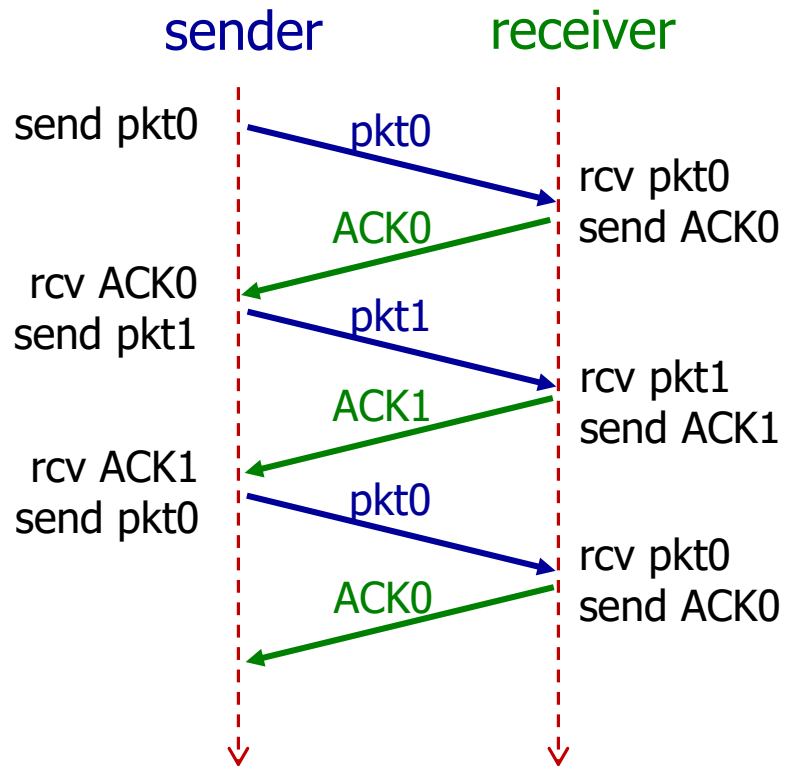 sender
receiver
send pkt0
pkt0
rcv pkt0
send ACK0
ACK0
rcv ACK0
send pkt1
pkt1
rcv pkt1
send ACK1
ACK1
rcv ACK1
send pkt0
pkt0
rcv pkt0
send ACK0
ACK0